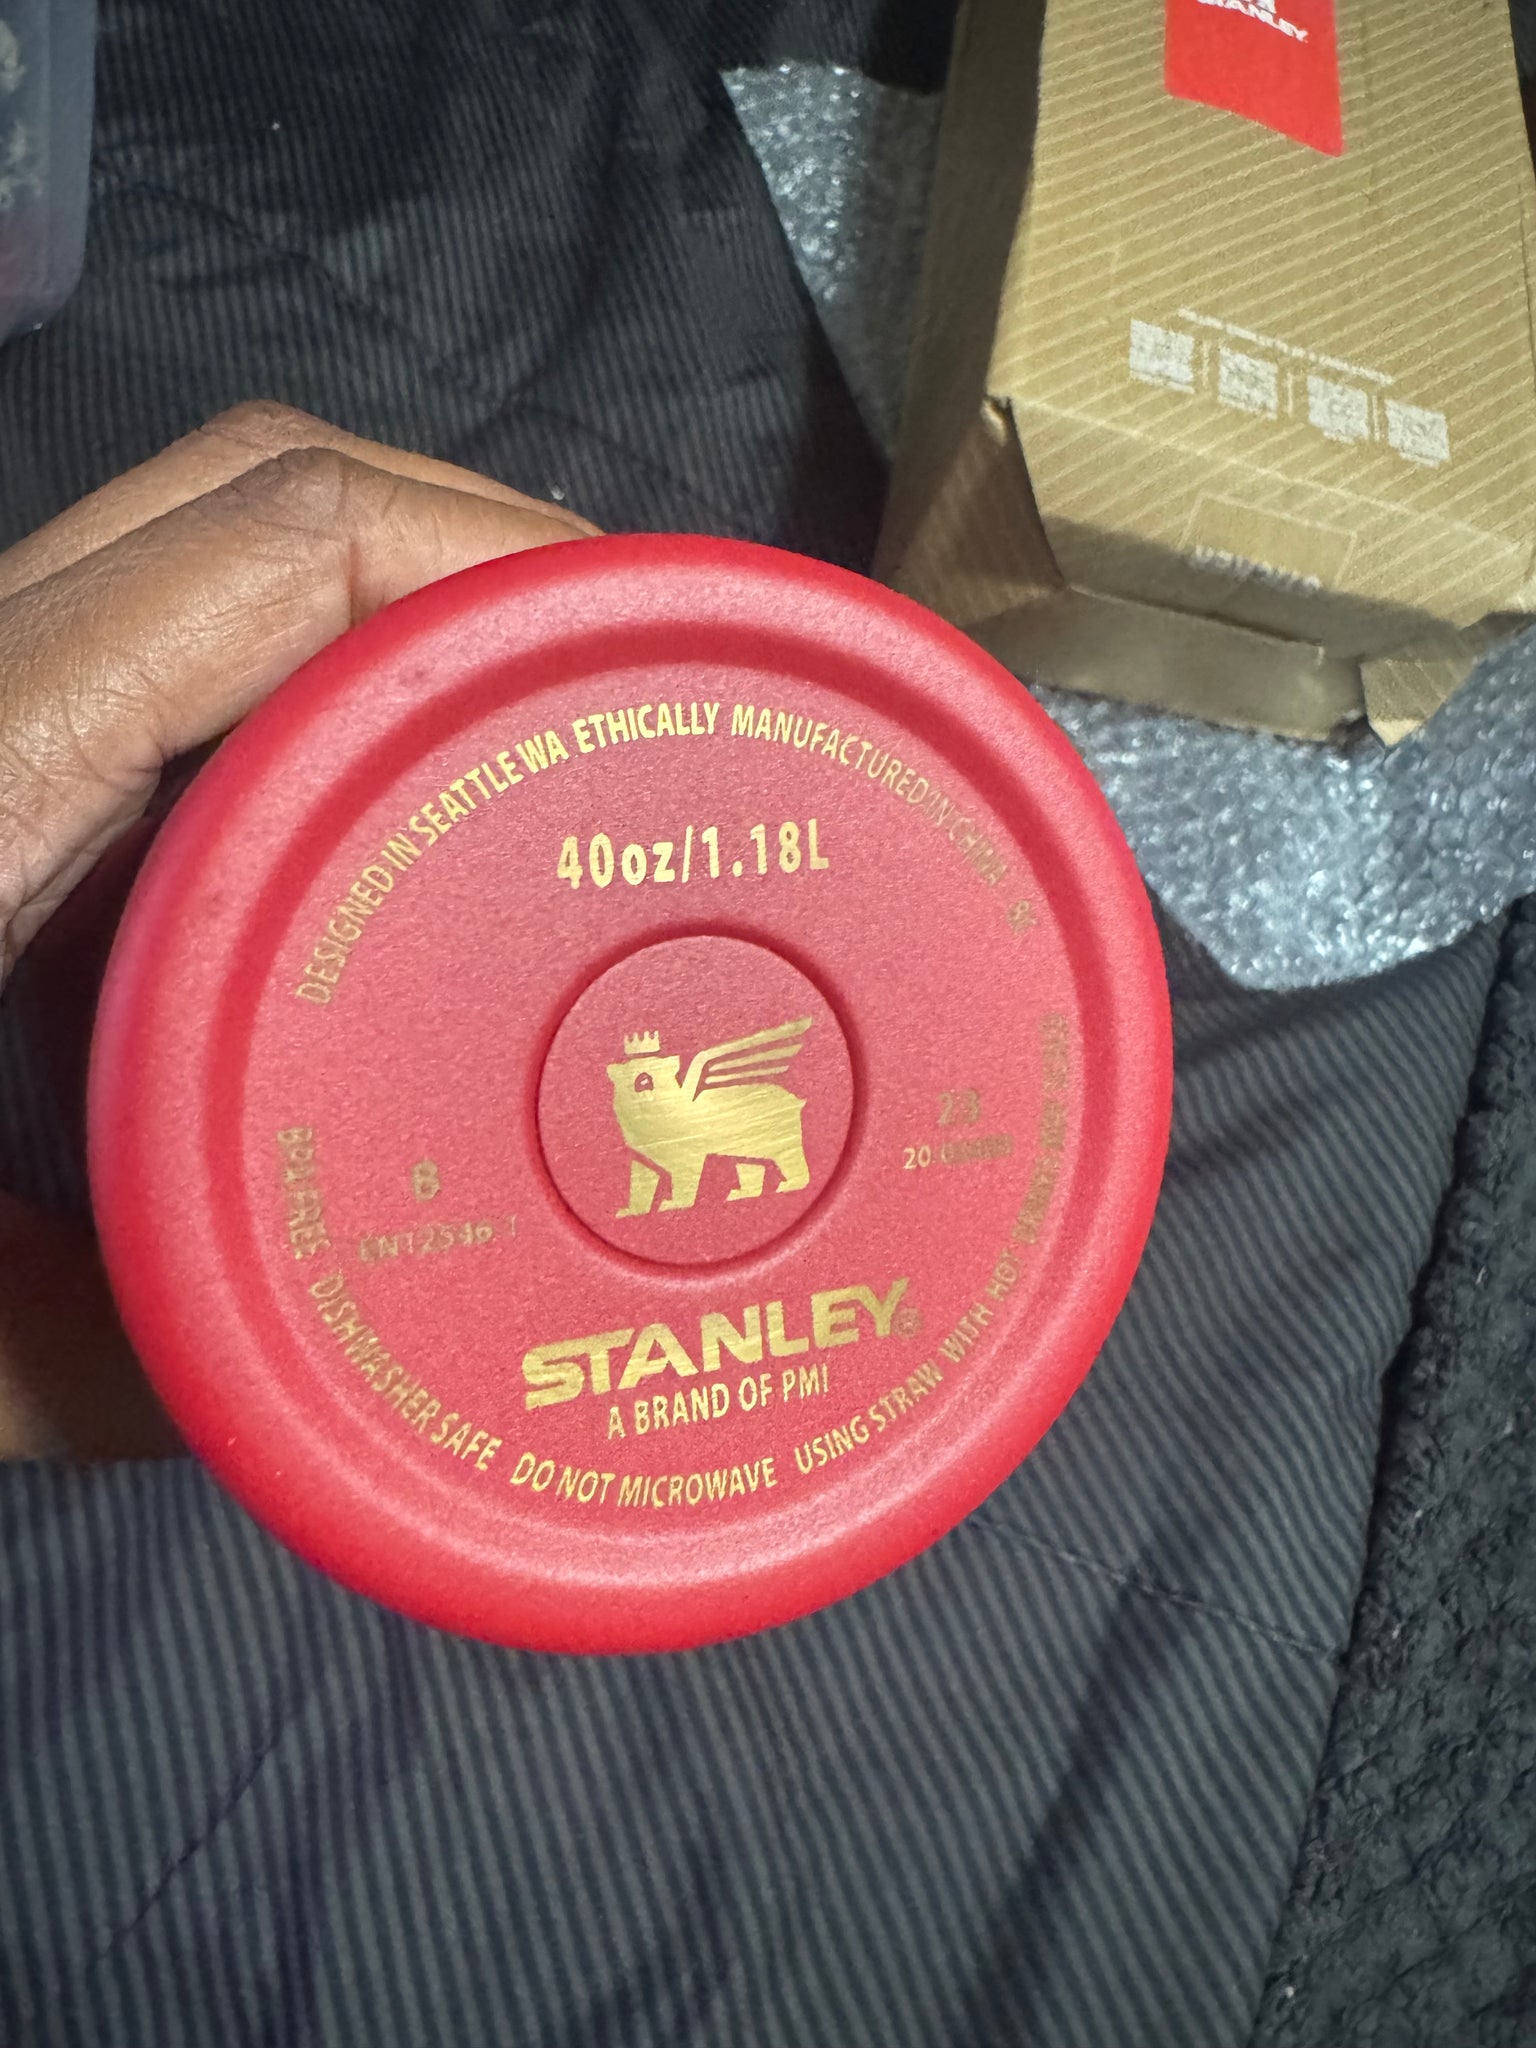 STANLEY
DESIGNED IN SEATTLE WA ETHICALLY MANUFACTURED IN CHINA
40oz/1.18L
8
23
STANLEY®
A BRAND OF PMI
BPA FREE DISHWASHER SAFE DO NOT MICROWAVE USING STRAW WITH HOT